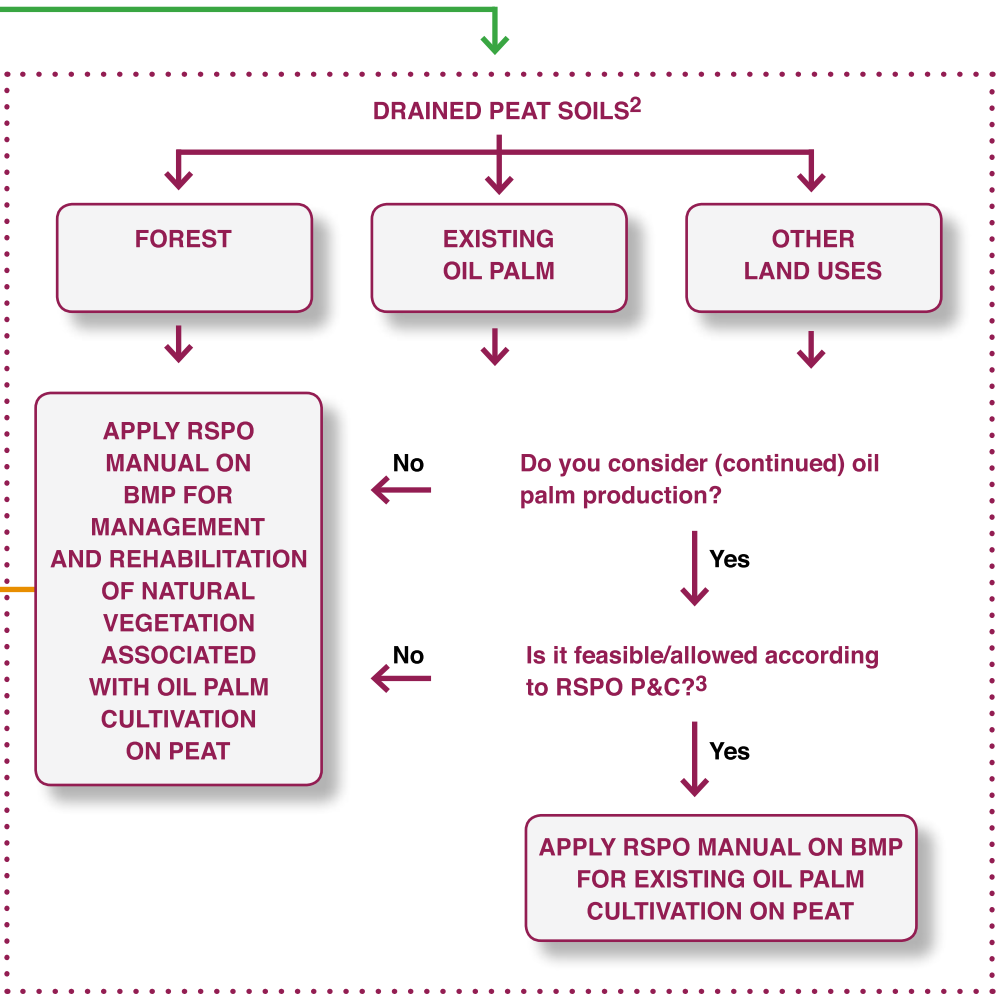 DRAINED PEAT SOILS²
FOREST
EXISTING
OIL PALM
OTHER
LAND USES
APPLY RSPO
MANUAL ON
BMP FOR
MANAGEMENT
AND REHABILITATION
OF NATURAL
VEGETATION
ASSOCIATED
WITH OIL PALM
CULTIVATION
ON PEAT
No
Do you consider (continued) oil
palm production?
Yes
No
Is it feasible/allowed according
to RSPO P&C?³
Yes
APPLY RSPO MANUAL ON BMP
FOR EXISTING OIL PALM
CULTIVATION ON PEAT